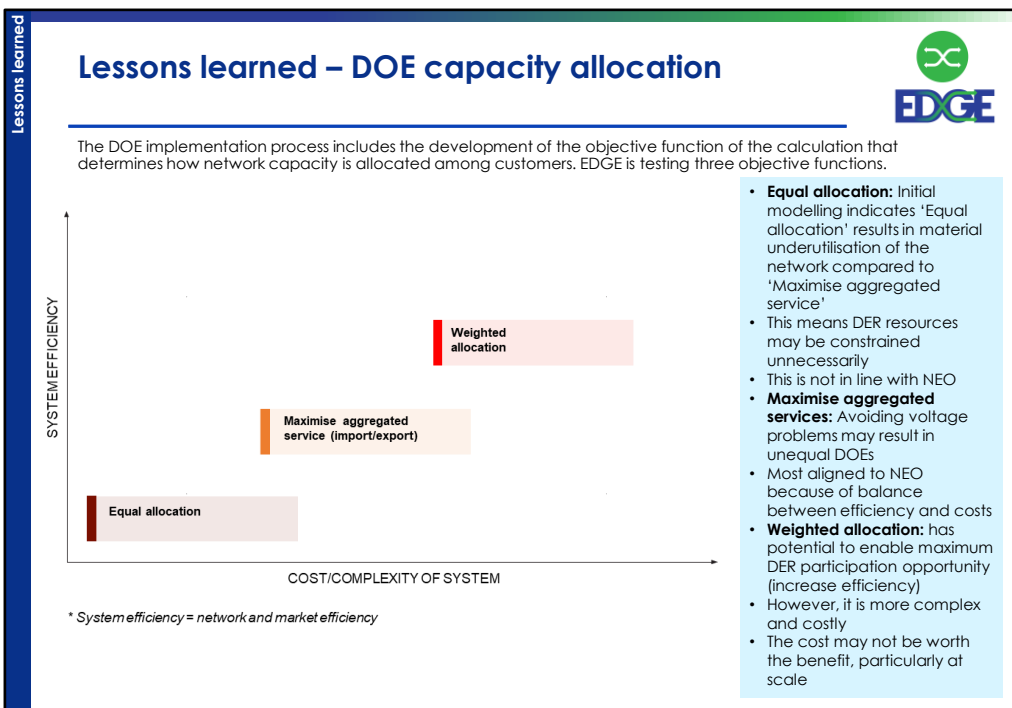 Lessons learned
Lessons learned – DOE capacity allocation
EDGE
The DOE implementation process includes the development of the objective function of the calculation that
determines how network capacity is allocated among customers. EDGE is testing three objective functions.
SYSTEM EFFICIENCY
Weighted
allocation
Maximise aggregated
service (import/export)
Equal allocation
COST/COMPLEXITY OF SYSTEM
* System efficiency = network and market efficiency
• Equal allocation: Initial
modelling indicates ‘Equal
allocation’ results in material
underutilisation of the
network compared to
‘Maximise aggregated
service’
• This means DER resources
may be constrained
unnecessarily
• This is not in line with NEO
• Maximise aggregated
services: Avoiding voltage
problems may result in
unequal DOEs
• Most aligned to NEO
because of balance
between efficiency and costs
• Weighted allocation: has
potential to enable maximum
DER participation opportunity
(increase efficiency)
• However, it is more complex
and costly
• The cost may not be worth
the benefit, particularly at
scale